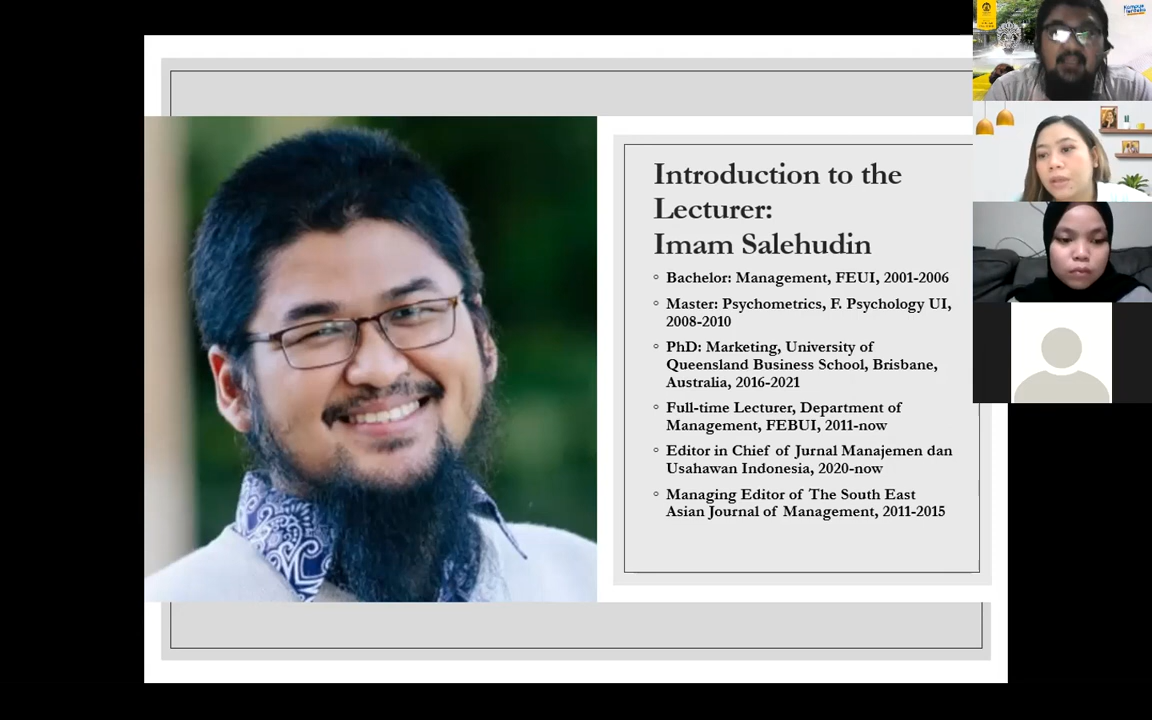 Introduction to the
Lecturer:
Imam Salehudin
Bachelor: Management, FEUI, 2001-2006
Master: Psychometrics, F. Psychology UI,
2008-2010
PhD: Marketing, University of
Queensland Business School, Brisbane,
Australia, 2016-2021
Full-time Lecturer, Department of
Management, FEBUI, 2011-now
Editor in Chief of Jurnal Manajemen dan
Usahawan Indonesia, 2020-now
Managing Editor of The South East
Asian Journal of Management, 2011-2015